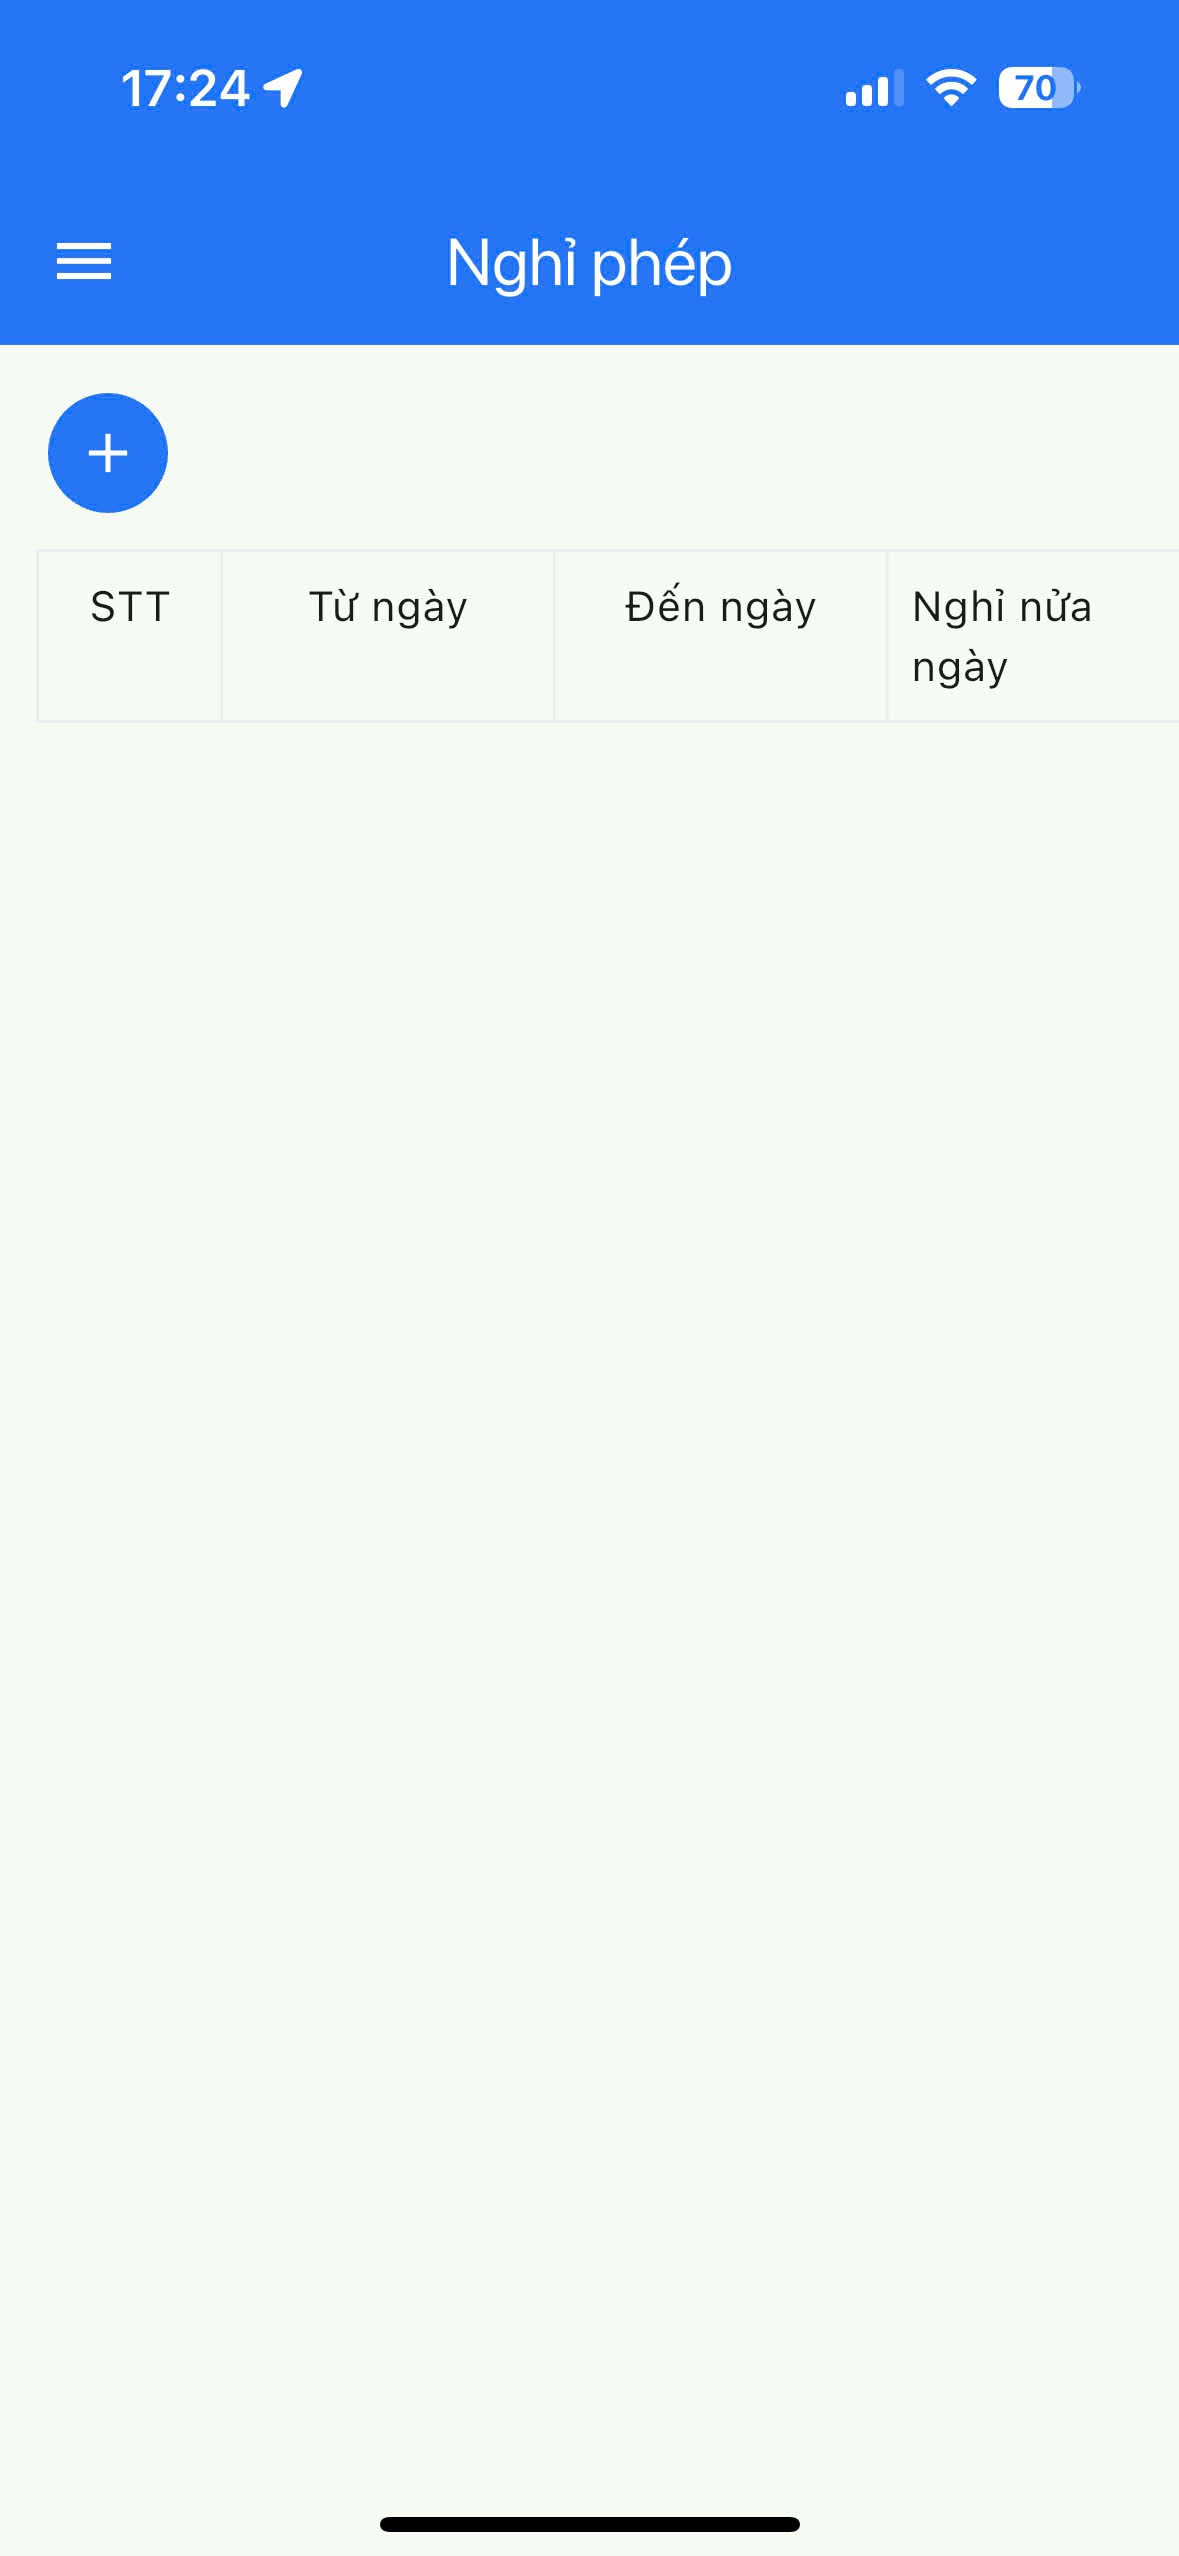 17:24
70
Nghỉ phép
STT
Từ ngày
Đến ngày
Nghỉ nửa
ngày